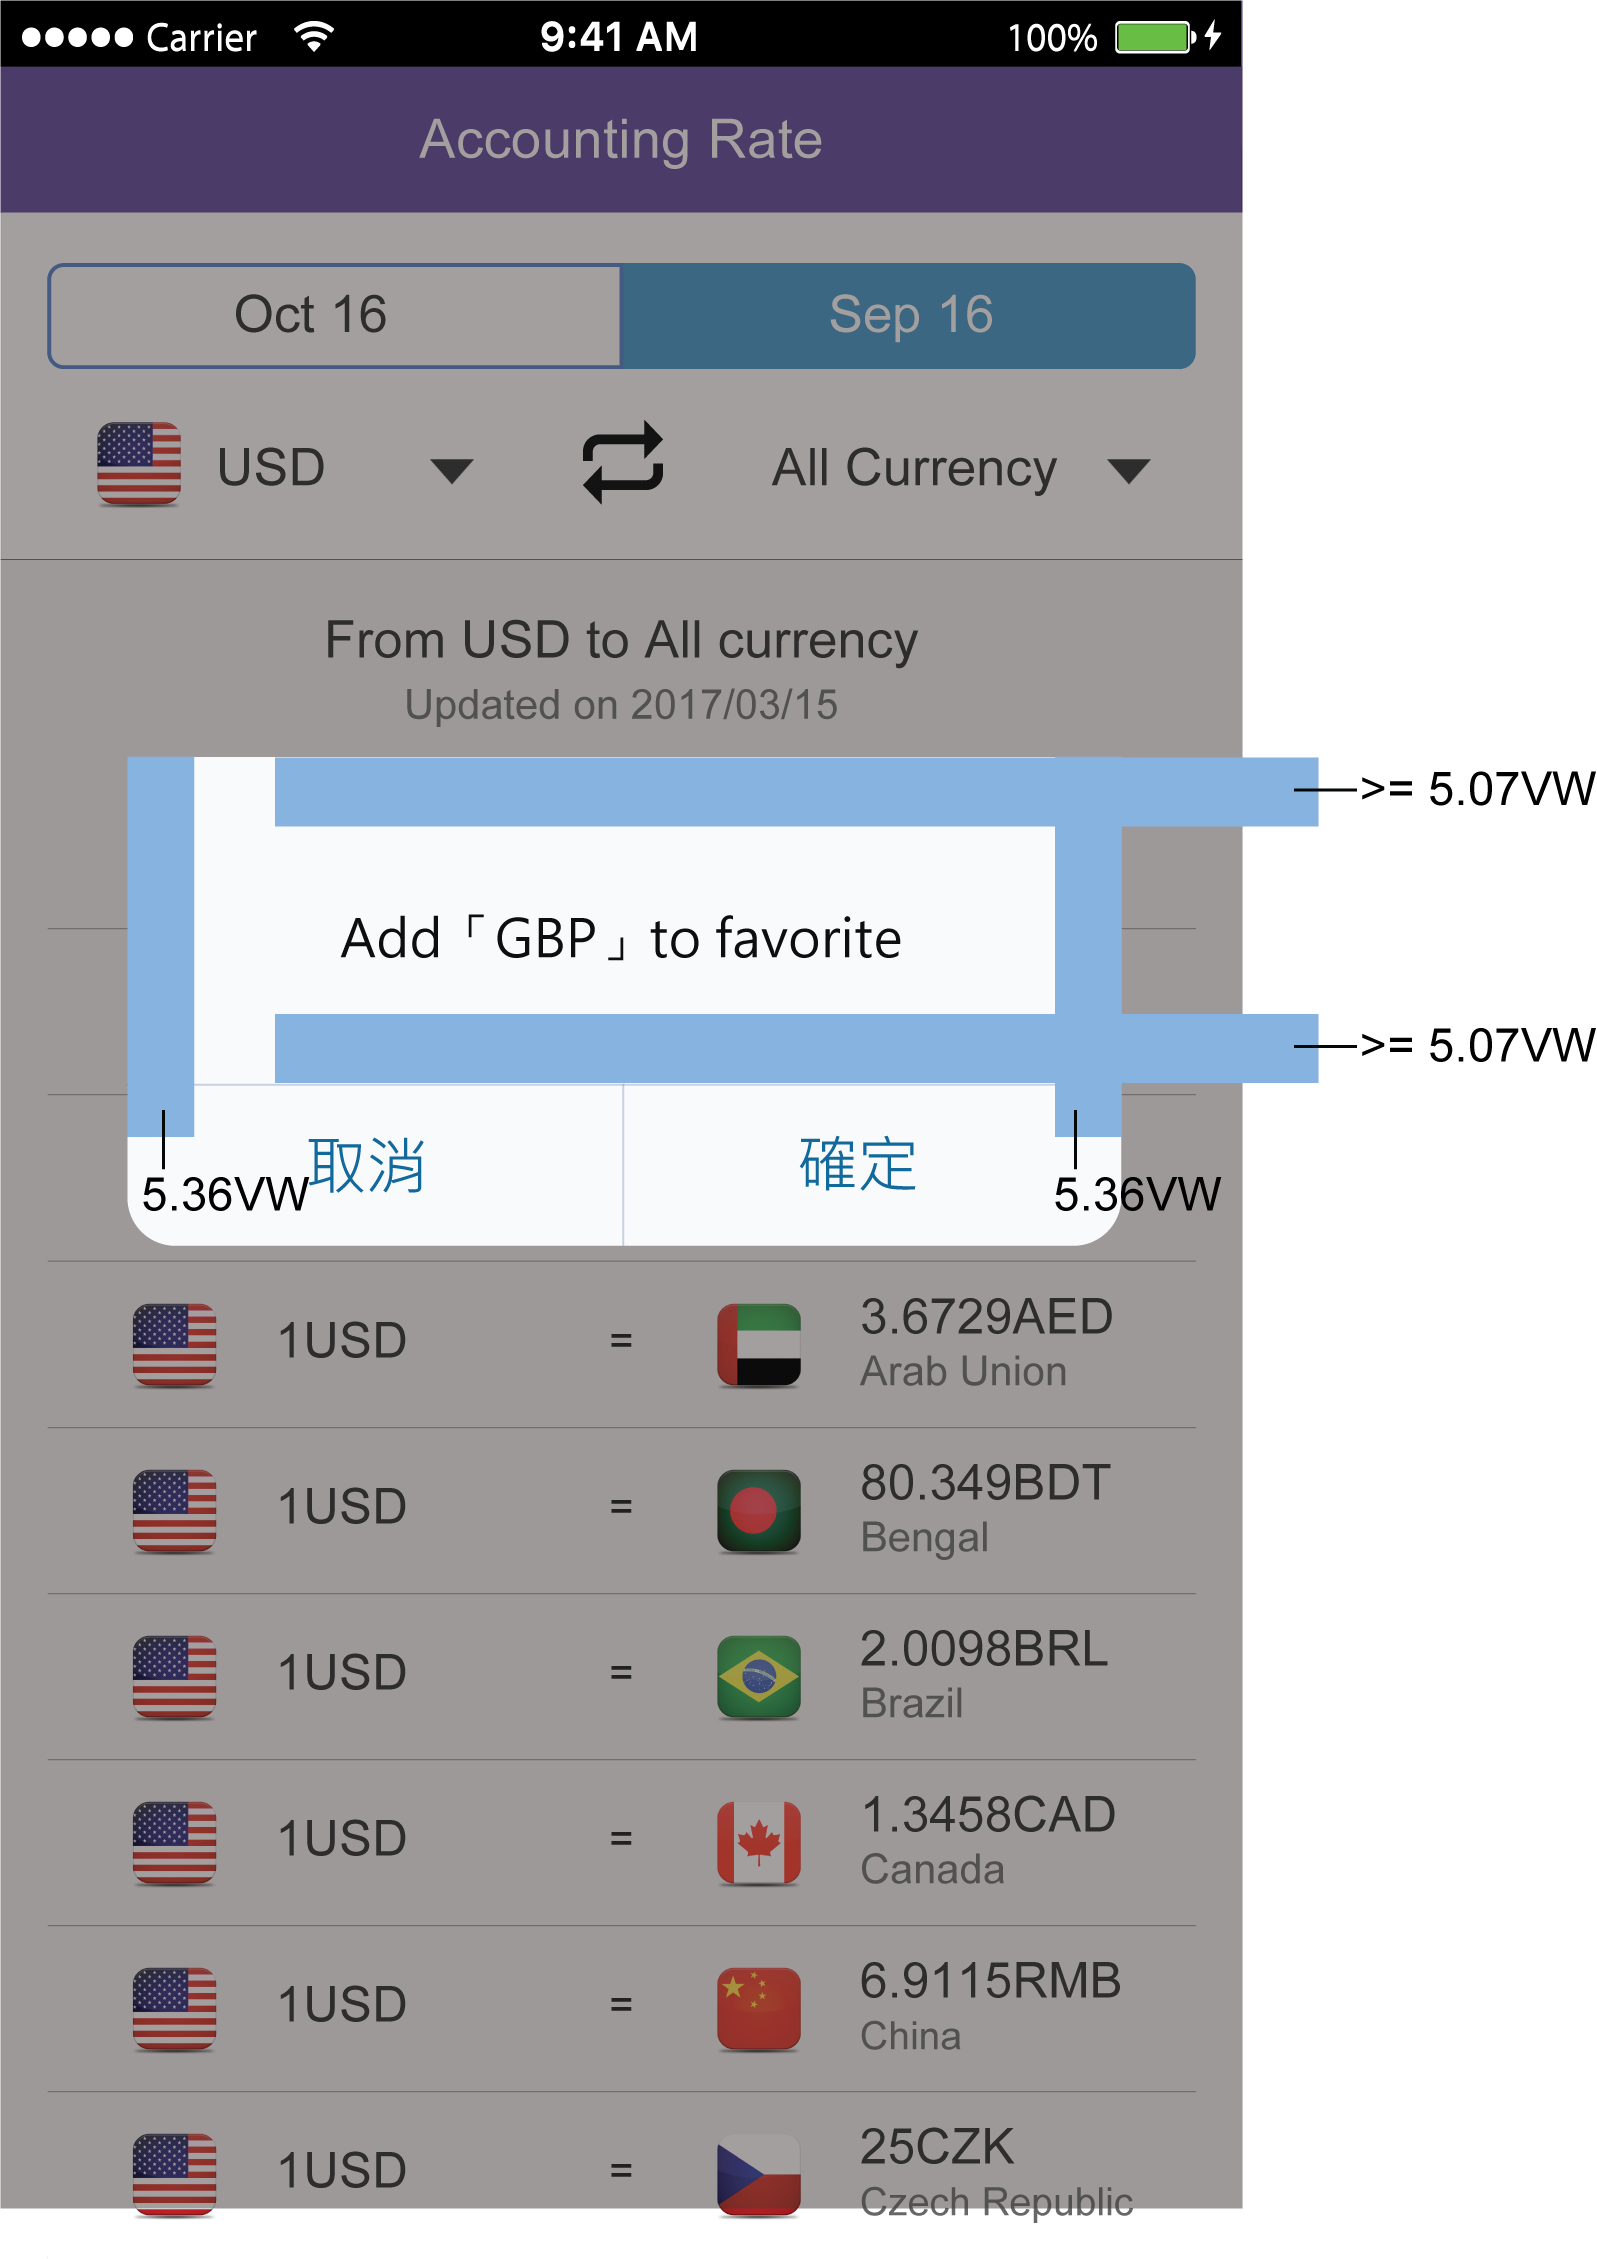 Carrier 9:41 AM 100%
Accounting Rate
Oct 16 Sep 16
USD All Currency
From USD to All currency
Updated on 2017/03/15
>= 5.07VW
Add「GBP」to favorite
>= 5.07VW
取消 確定
5.36VW 5.36VW
1USD = 3.6729AED
Arab Union
1USD = 80.349BDT
Bengal
1USD = 2.0098BRL
Brazil
1USD = 1.3458CAD
Canada
1USD = 6.9115RMB
China
1USD = 25CZK
Czech Republic